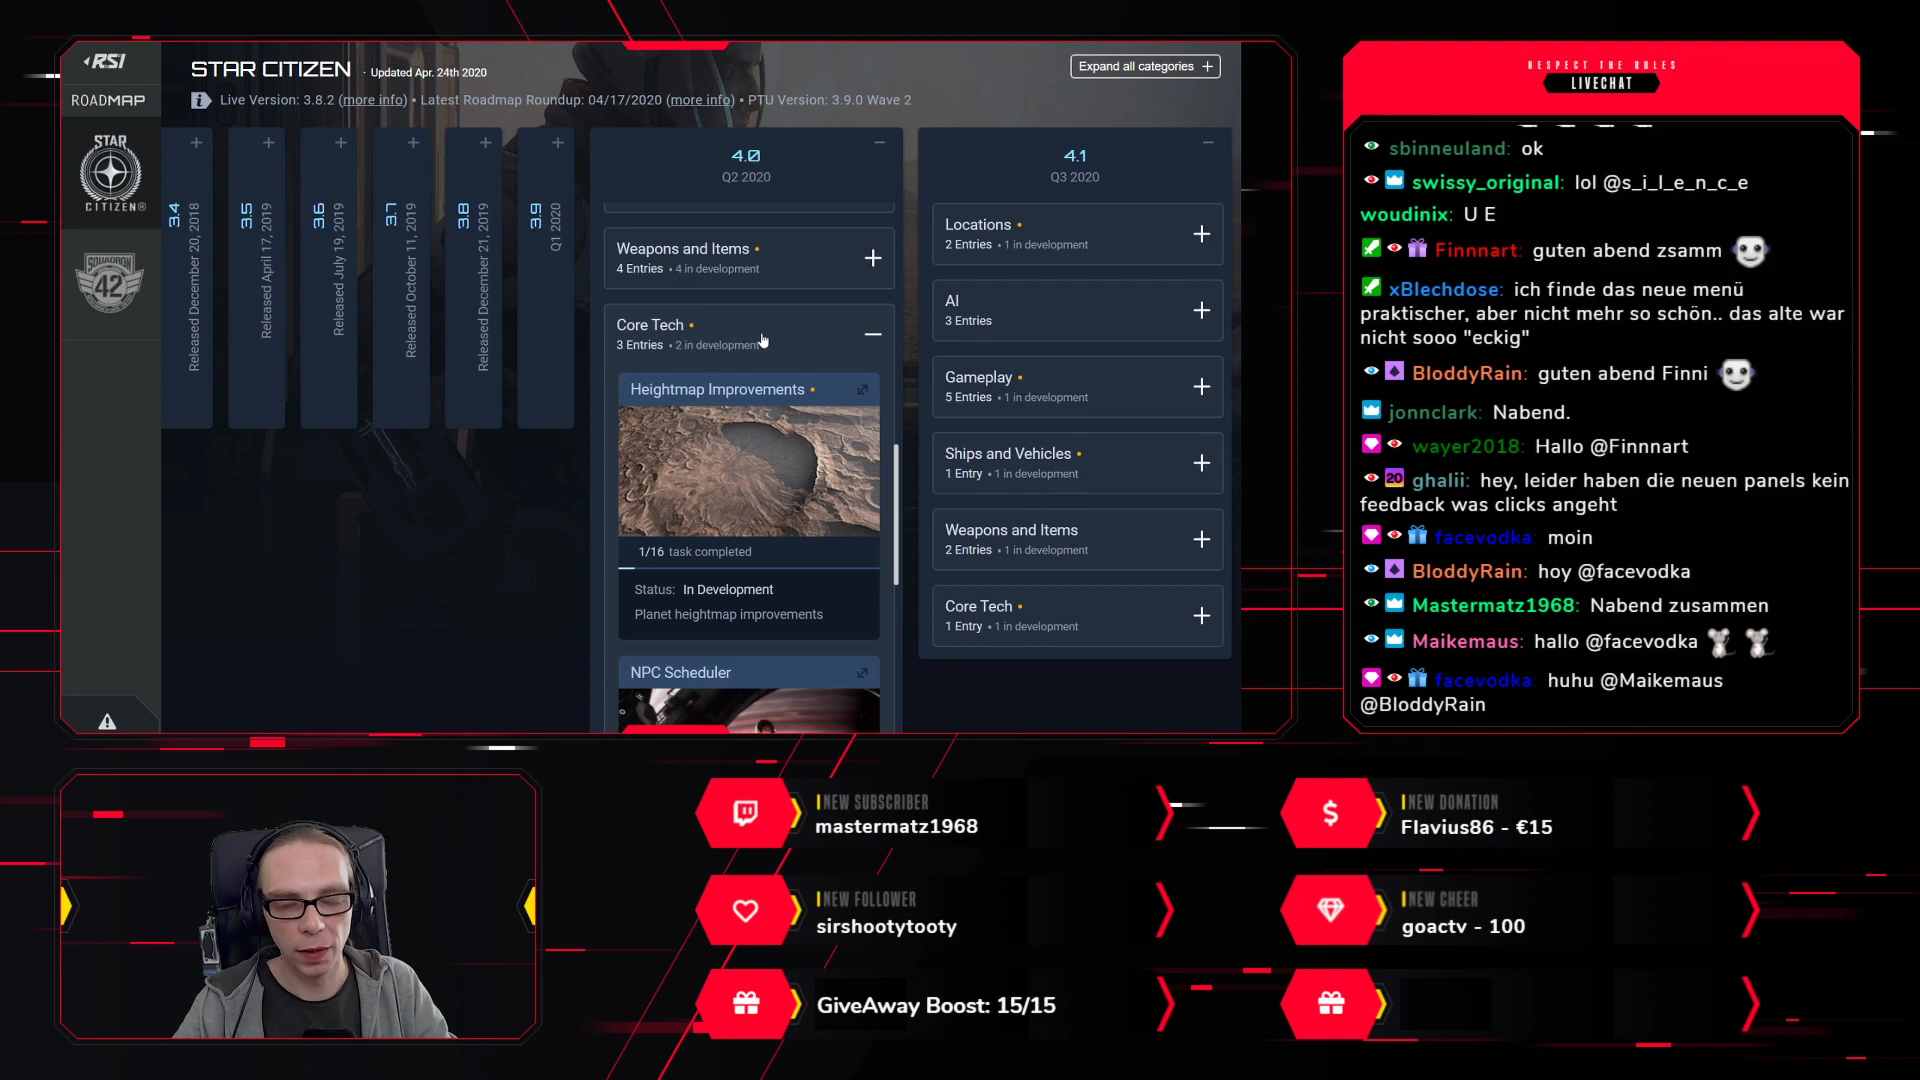 RSI
ROADMAP
STAR
CITIZEN®
SQUADRON
42
STAR CITIZEN · Updated Apr. 24th 2020
Live Version: 3.8.2 (more info) • Latest Roadmap Roundup: 04/17/2020 (more info) • PTU Version: 3.9.0 Wave 2
Expand all categories +
3.4
Released December 20, 2018
3.5
Released April 17, 2019
3.6
Released July 19, 2019
3.7
Released October 11, 2019
3.8
Released December 21, 2019
3.9
Q1 2020
4.0
Q2 2020
Weapons and Items •
4 Entries • 4 in development
Core Tech •
3 Entries • 2 in development
Heightmap Improvements •
1/16 task completed
Status: In Development
Planet heightmap improvements
NPC Scheduler
4.1
Q3 2020
Locations •
2 Entries • 1 in development
AI
3 Entries
Gameplay •
5 Entries • 1 in development
Ships and Vehicles •
1 Entry • 1 in development
Weapons and Items
2 Entries • 1 in development
Core Tech •
1 Entry • 1 in development
RESPECT THE RULES
LIVECHAT
sbinneuland: ok
swissy_original: lol @s_i_l_e_n_c_e
woudinix: U E
Finnnart: guten abend zsamm
xBlechdose: ich finde das neue menü
praktischer, aber nicht mehr so schön.. das alte war
nicht sooo "eckig"
BloddyRain: guten abend Finni
jonnclark: Nabend.
wayer2018: Hallo @Finnnart
20 ghalii: hey, leider haben die neuen panels kein
feedback was clicks angeht
facevodka: moin
BloddyRain: hoy @facevodka
Mastermatz1968: Nabend zusammen
Maikemaus: hallo @facevodka
facevodka: huhu @Maikemaus
@BloddyRain
NEW SUBSCRIBER
mastermatz1968
NEW DONATION
Flavius86 - €15
NEW FOLLOWER
sirshootytooty
NEW CHEER
goactv - 100
GiveAway Boost: 15/15